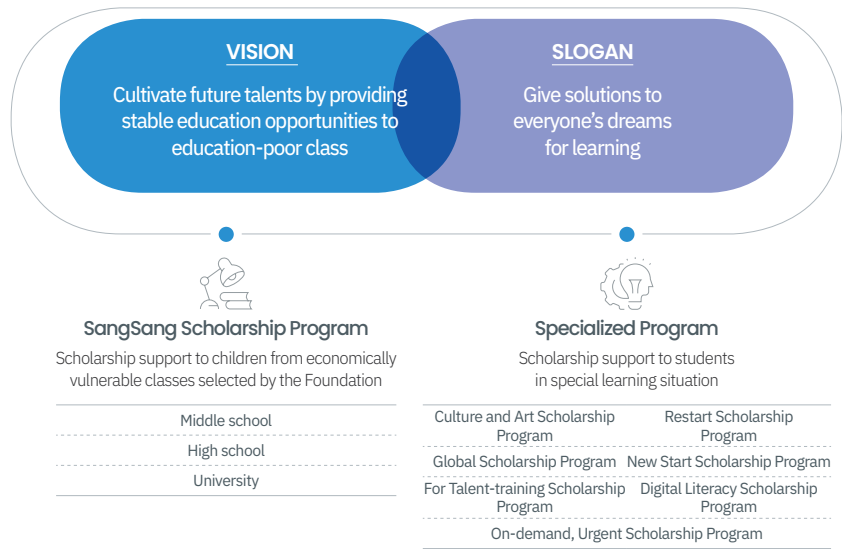 VISION
Cultivate future talents by providing
stable education opportunities to
education-poor class
SLOGAN
Give solutions to
everyone's dreams
for learning
SangSang Scholarship Program
Scholarship support to children from economically
vulnerable classes selected by the Foundation
Middle school
High school
University
Specialized Program
Scholarship support to students
in special learning situation
Culture and Art Scholarship
Program
Restart Scholarship
Program
Global Scholarship Program
New Start Scholarship Program
For Talent-training Scholarship
Program
Digital Literacy Scholarship
Program
On-demand, Urgent Scholarship Program